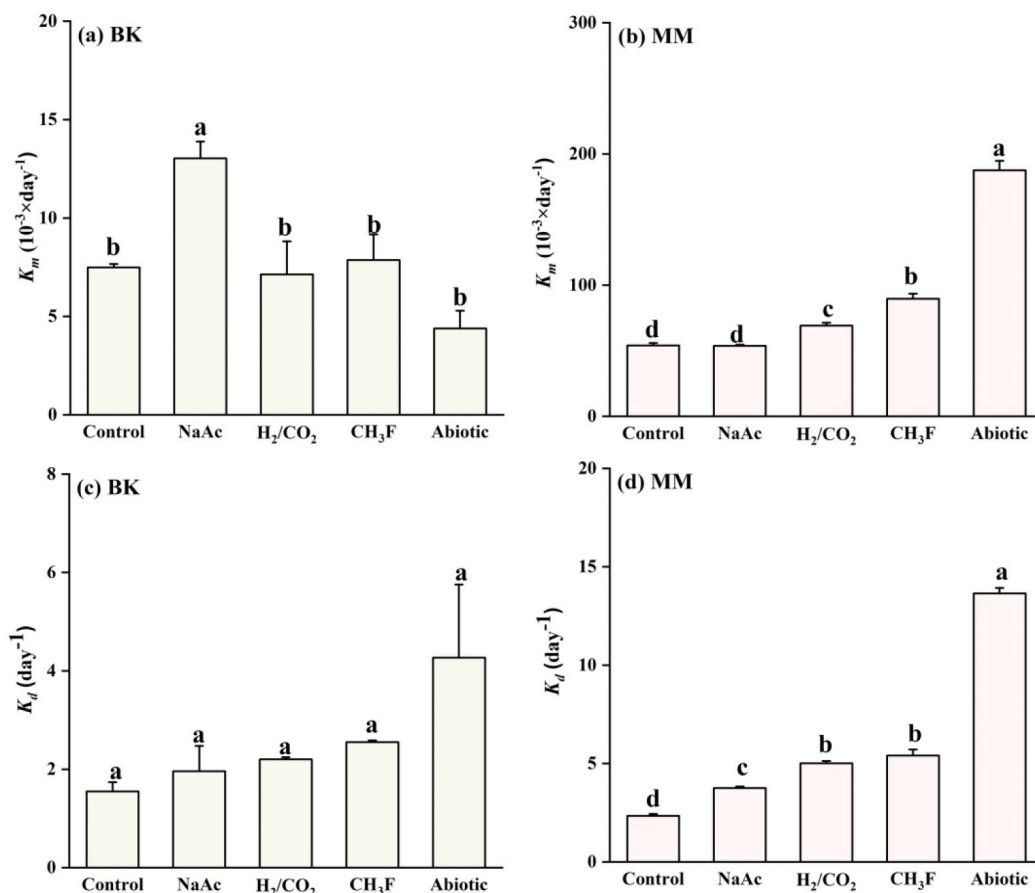 (a) BK
20
15
10
5
0
K_m (10⁻³×day⁻¹)
b
a
b
b
b
Control NaAc H₂/CO₂ CH₃F Abiotic
(b) MM
300
200
100
0
K_m (10⁻³×day⁻¹)
d
d
c
b
a
Control NaAc H₂/CO₂ CH₃F Abiotic
(c) BK
8
6
4
2
0
K_d (day⁻¹)
a
a
a
a
a
Control NaAc H₂/CO₂ CH₃F Abiotic
(d) MM
20
15
10
5
0
K_d (day⁻¹)
d
c
b
b
a
Control NaAc H₂/CO₂ CH₃F Abiotic